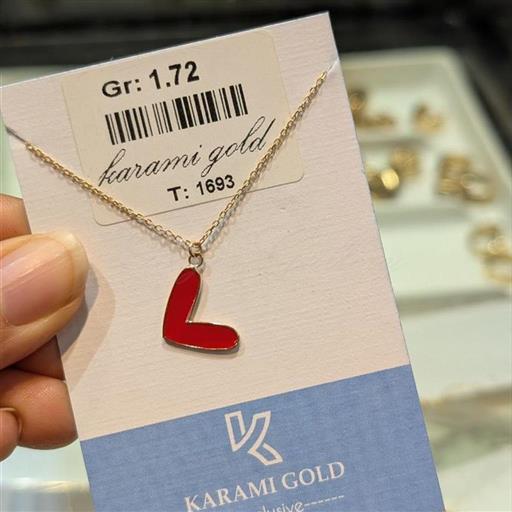 Gr: 1.72
karami gold
T: 1693
KARAMI GOLD